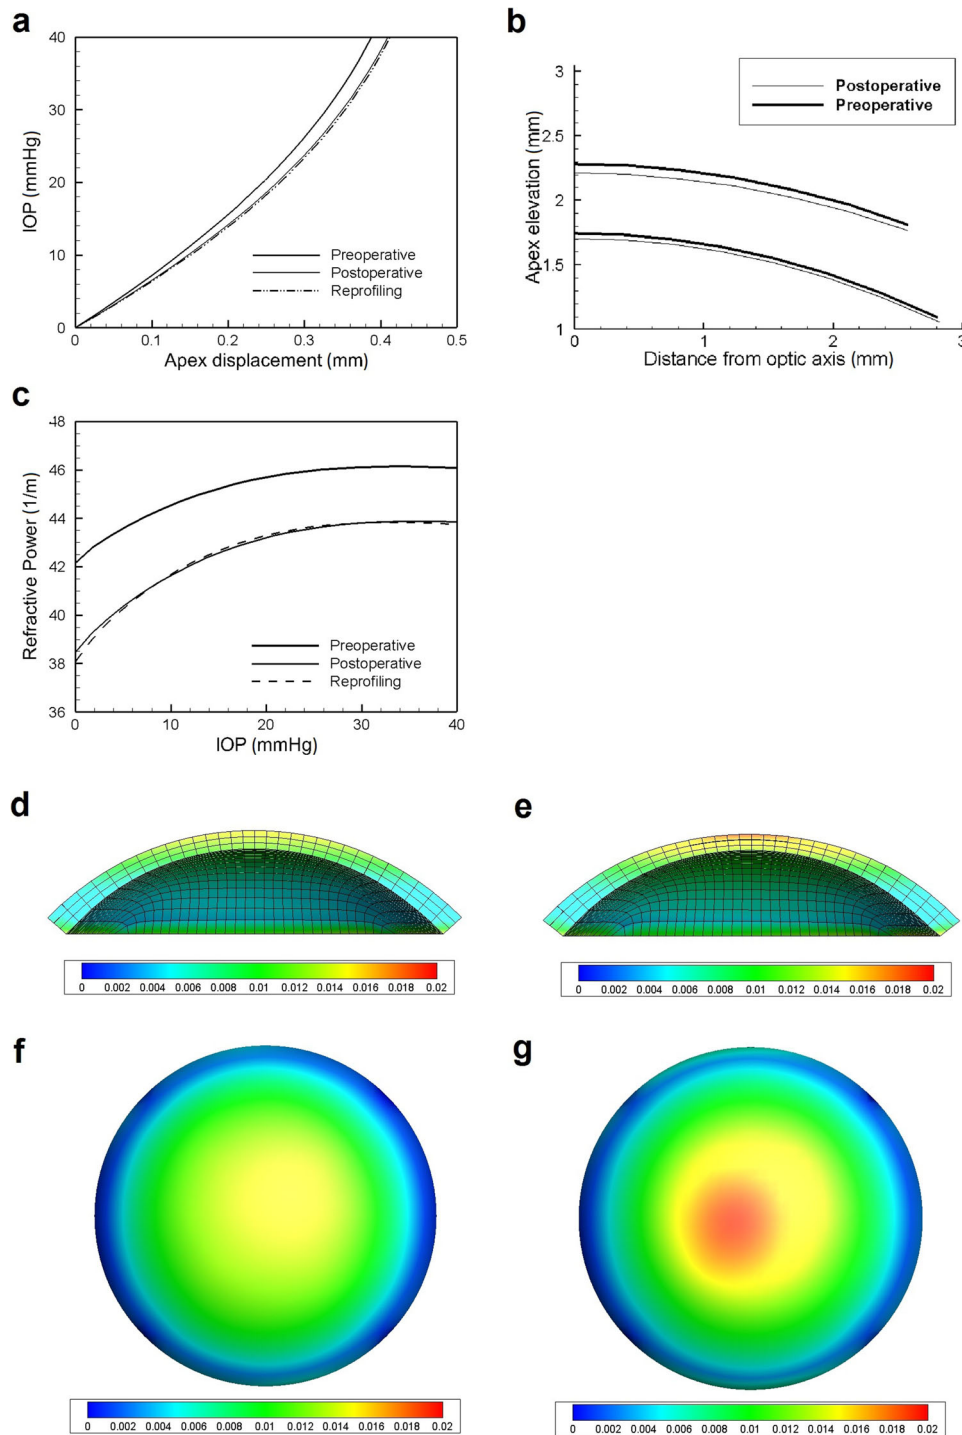 a
40
30
20
10
0
IOP (mmHg)
0.1 0.2 0.3 0.4 0.5
Apex displacement (mm)
Preoperative
Postoperative
Reprofiling
b
3
2.5
2
1.5
1
Apex elevation (mm)
0 1 2 3
Distance from optic axis (mm)
Postoperative
Preoperative
c
48
46
44
42
40
38
36
Refractive Power (1/m)
0 10 20 30 40
IOP (mmHg)
Preoperative
Postoperative
Reprofiling
d
0 0.002 0.004 0.006 0.008 0.01 0.012 0.014 0.016 0.018 0.02
e
0 0.002 0.004 0.006 0.008 0.01 0.012 0.014 0.016 0.018 0.02
f
0 0.002 0.004 0.006 0.008 0.01 0.012 0.014 0.016 0.018 0.02
g
0 0.002 0.004 0.006 0.008 0.01 0.012 0.014 0.016 0.018 0.02